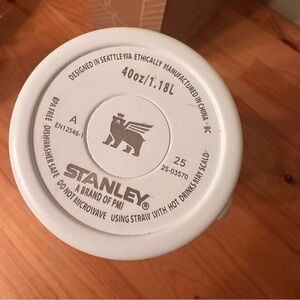 DESIGNED IN SEATTLE WA ETHICALLY MANUFACTURED IN CHINA - BC
40oz/1.18L
A
EN12546-1
25
25-03570
STANLEY®
A BRAND OF PMI
BPA FREE DISHWASHER SAFE DO NOT MICROWAVE USING STRAW WITH HOT DRINKS MAY SCALD